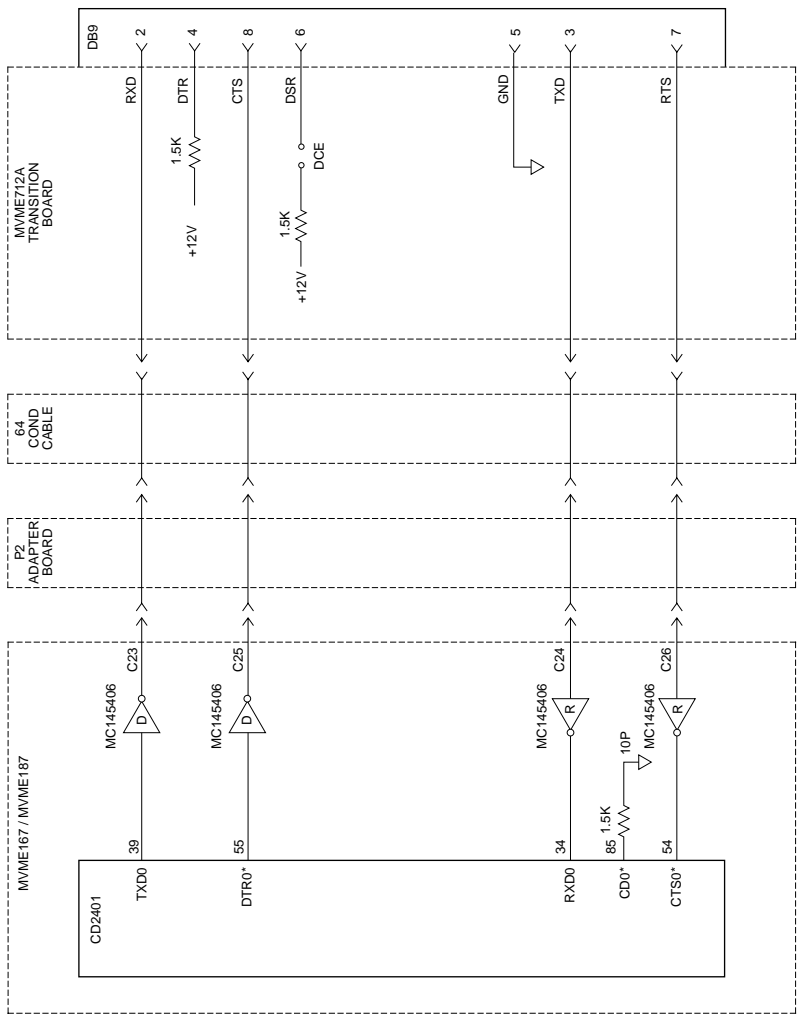 DB9
2
4
8
6
5
3
7
RXD
DTR
CTS
DSR
GND
TXD
RTS
1.5K
+12V
1.5K
+12V
DCE
MVME712A
TRANSITION
BOARD
64
COND
CABLE
P2
ADAPTER
BOARD
MVME167 / MVME187
C23
MC145406
D
C25
MC145406
D
C24
MC145406
R
C26
MC145406
R
10P
1.5K
39
55
34
85
54
TXD0
DTR0*
RXD0
CD0*
CTS0*
CD2401